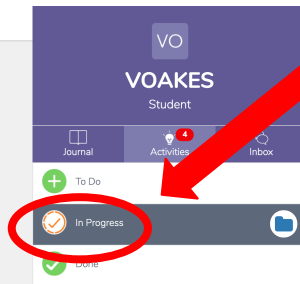 VO
VOAKES
Student
4
Journal Activities Inbox
To Do
In Progress
Done